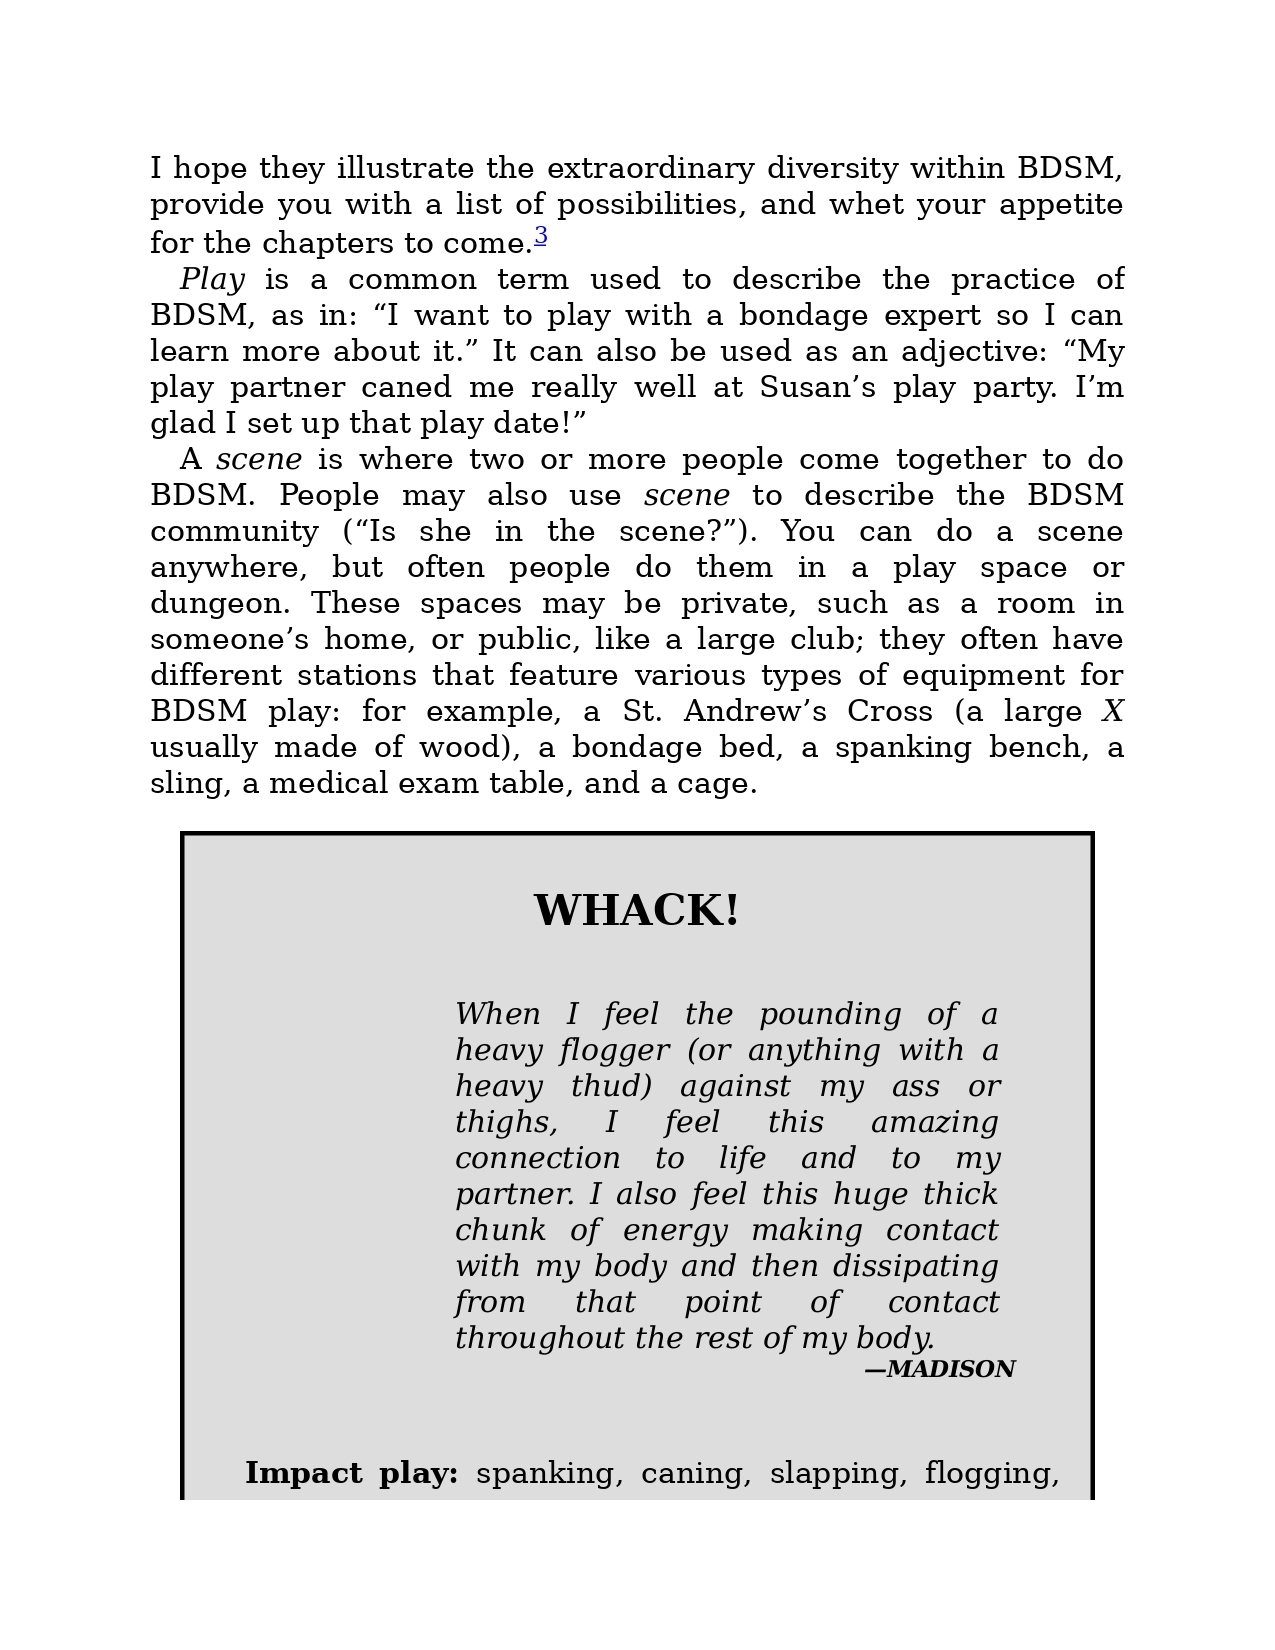 I hope they illustrate the extraordinary diversity within BDSM,
provide you with a list of possibilities, and whet your appetite
for the chapters to come.3
Play is a common term used to describe the practice of
BDSM, as in: “I want to play with a bondage expert so I can
learn more about it.” It can also be used as an adjective: “My
play partner caned me really well at Susan’s play party. I’m
glad I set up that play date!”
A scene is where two or more people come together to do
BDSM. People may also use scene to describe the BDSM
community (“Is she in the scene?”). You can do a scene
anywhere, but often people do them in a play space or
dungeon. These spaces may be private, such as a room in
someone’s home, or public, like a large club; they often have
different stations that feature various types of equipment for
BDSM play: for example, a St. Andrew’s Cross (a large X
usually made of wood), a bondage bed, a spanking bench, a
sling, a medical exam table, and a cage.
WHACK!
When I feel the pounding of a
heavy flogger (or anything with a
heavy thud) against my ass or
thighs, I feel this amazing
connection to life and to my
partner. I also feel this huge thick
chunk of energy making contact
with my body and then dissipating
from that point of contact
throughout the rest of my body.
—MADISON
Impact play: spanking, caning, slapping, flogging,